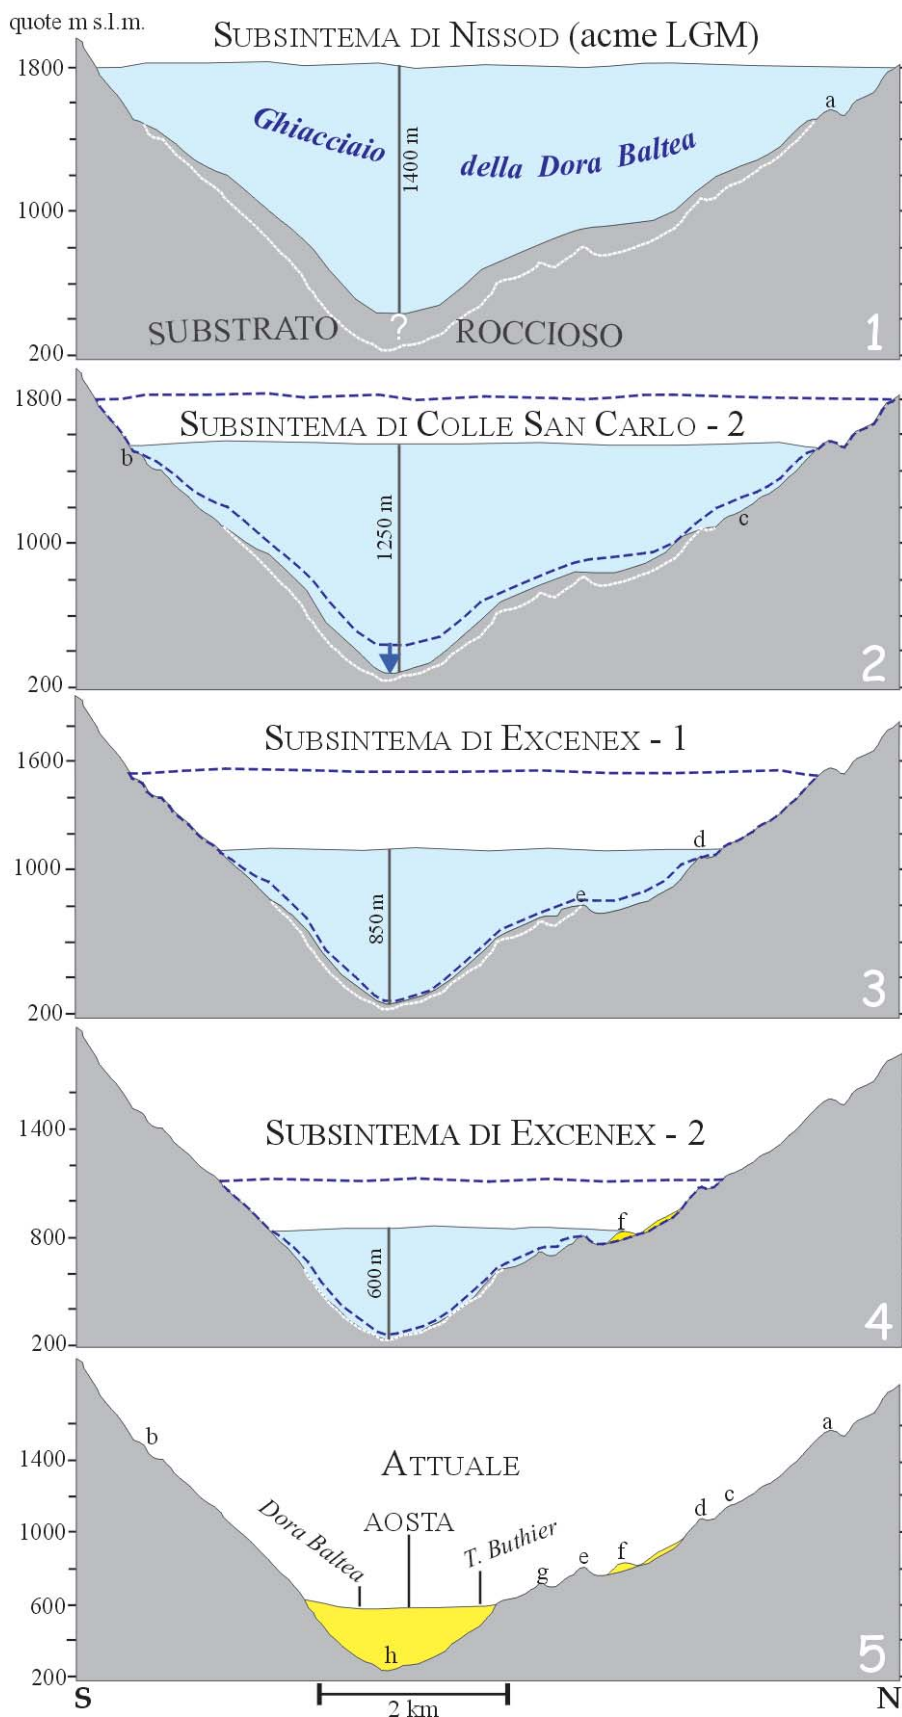 quote m s.l.m.
SUBSINTEMA DI NISSOD (acme LGM)
1800
a
Ghiacciaio della Dora Baltea
1400 m
1000
SUBSTRATO ? ROCCIOSO
1
200
1800
SUBSINTEMA DI COLLE SAN CARLO - 2
b
1250 m
c
1000
2
200
SUBSINTEMA DI EXCENEX - 1
1600
d
1000
e
850 m
3
200
1400
SUBSINTEMA DI EXCENEX - 2
f
800
600 m
4
200
b
a
1400
ATTUALE
c
d
AOSTA
1000
Dora Baltea
T. Buthier
f
e
g
600
h
5
200
S
N
2 km